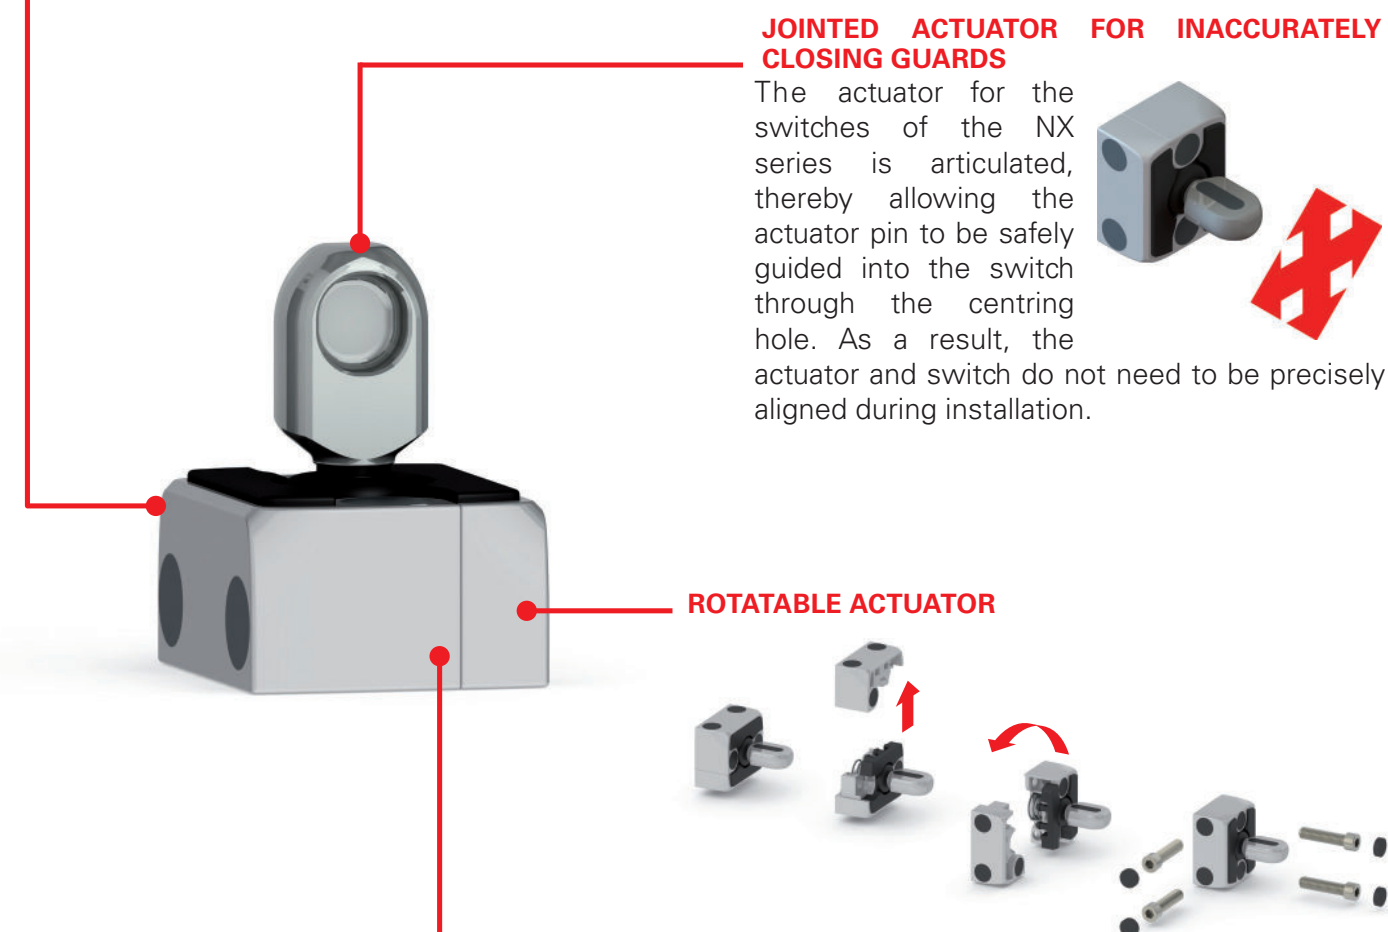 JOINTED ACTUATOR FOR INACCURATELY
CLOSING GUARDS
The actuator for the
switches of the NX
series is articulated,
thereby allowing the
actuator pin to be safely
guided into the switch
through the centring
hole. As a result, the
actuator and switch do not need to be precisely
aligned during installation.
ROTATABLE ACTUATOR